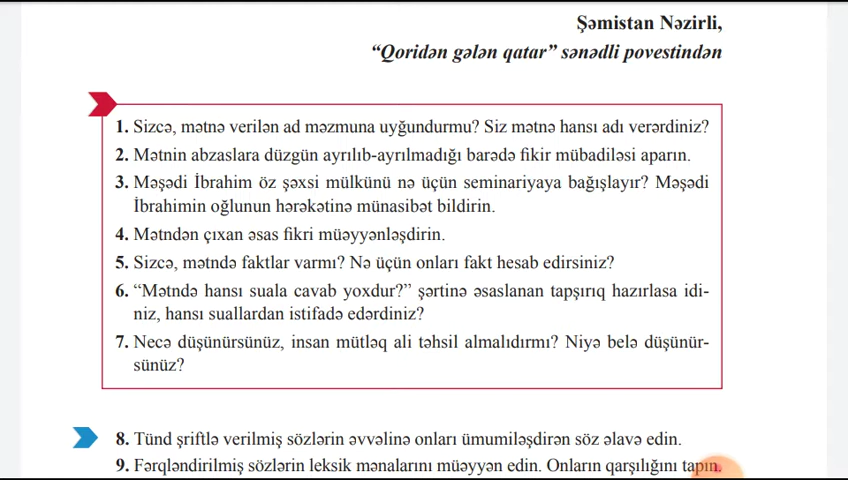 Şəmistan Nəzirli,
“Qoridən gələn qatar” sənədli povestindən
1. Sizcə, mətnə verilən ad məzmuna uyğundurmu? Siz mətnə hansı adı verərdiniz?
2. Mətnin abzaslara düzgün ayrılıb-ayrılmadığı barədə fikir mübadiləsi aparın.
3. Məşədi İbrahim öz şəxsi mülkünü nə üçün seminariyaya bağışlayır? Məşədi
İbrahimin oğlunun hərəkətinə münasibət bildirin.
4. Mətndən çıxan əsas fikri müəyyənləşdirin.
5. Sizcə, mətndə faktlar varmı? Nə üçün onları fakt hesab edirsiniz?
6. “Mətndə hansı suala cavab yoxdur?” şərtinə əsaslanan tapşırıq hazırlasa idi-
niz, hansı suallardan istifadə edərdiniz?
7. Necə düşünürsünüz, insan mütləq ali təhsil almalıdırmı? Niyə belə düşünür-
sünüz?
8. Tünd şriftlə verilmiş sözlərin əvvəlinə onları ümumiləşdirən söz əlavə edin.
9. Fərqləndirilmiş sözlərin leksik mənalarını müəyyən edin. Onların qarşılığını tapın.